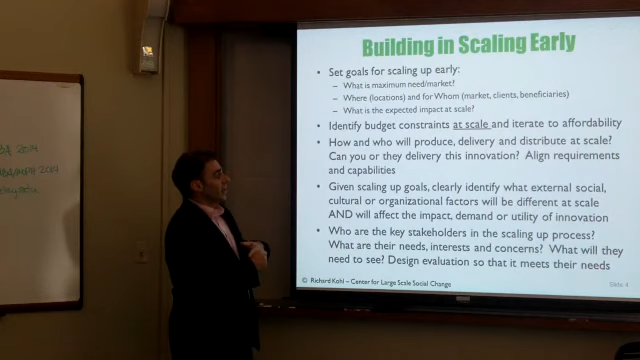 Building in Scaling Early
• Set goals for scaling up early:
– What is maximum need/market?
– Where (locations) and for Whom (market, clients, beneficiaries)
– What is the expected impact at scale?
• Identify budget constraints at scale and iterate to affordability
• How and who will produce, delivery and distribute at scale?
Can you or they delivery this innovation? Align requirements
and capabilities
• Given scaling up goals, clearly identify what external social,
cultural or organizational factors will be different at scale
AND will affect the impact, demand or utility of innovation
• Who are the key stakeholders in the scaling up process?
What are their needs, interests and concerns? What will they
need to see? Design evaluation so that it meets their needs
© Richard Kohl – Center for Large Scale Social Change
Slide 4
2014
2014